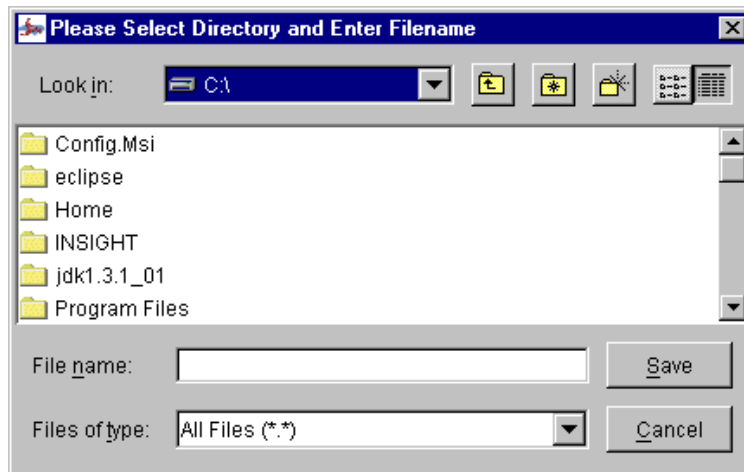 Please Select Directory and Enter Filename
Look in: C:\
Config.Msi
eclipse
Home
INSIGHT
jdk1.3.1_01
Program Files
File name: Save
Files of type: All Files (*.*) Cancel